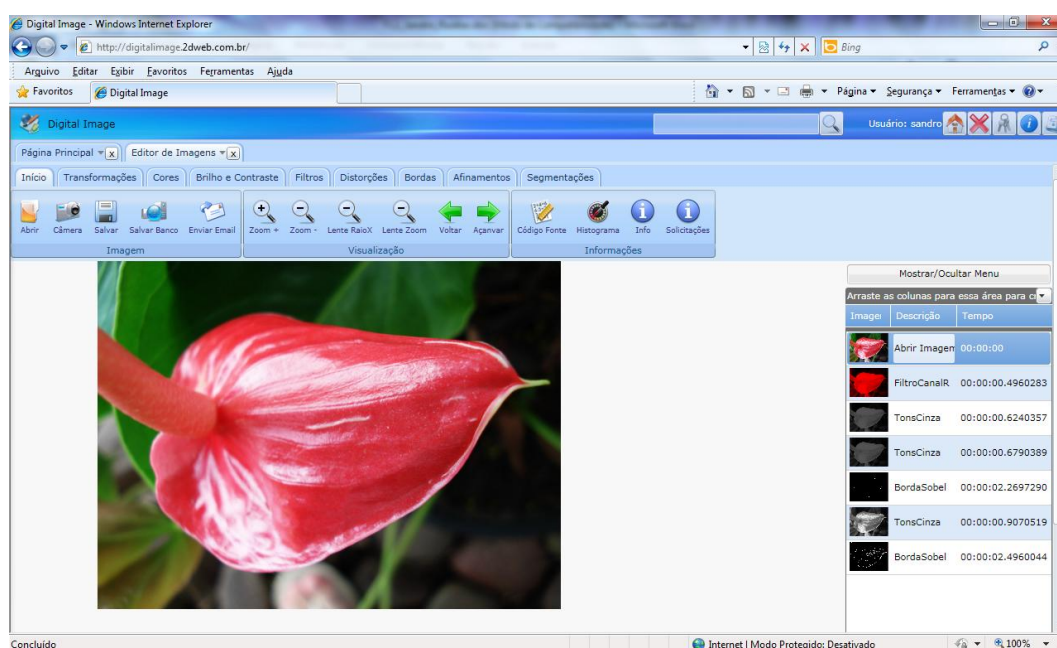 Digital Image - Windows Internet Explorer
http://digitalimage.2dweb.com.br/
Bing
Arquivo Editar Exibir Favoritos Ferramentas Ajuda
Favoritos Digital Image Página Segurança Ferramentas
Digital Image Usuário: sandro
Página Principal x Editor de Imagens x
Início Transformações Cores Brilho e Contraste Filtros Distorções Bordas Afinamentos Segmentações
Abrir Câmera Salvar Salvar Banco Enviar Email Zoom + Zoom - Lente RaioX Lente Zoom Voltar Açanvar Código Fonte Histograma Info Solicitações
Imagem Visualização Informações
Mostrar/Ocultar Menu
Arraste as colunas para essa área para
Descrição Tempo
Abrir Imagen 00:00:00
FiltroCanalR 00:00:00.4960283
TonsCinza 00:00:00.6240357
TonsCinza 00:00:00.6790389
BordaSobel 00:00:02.2697290
TonsCinza 00:00:00.9070519
BordaSobel 00:00:02.4960044
Concluído Internet | Modo Protegido: Desativado 100%